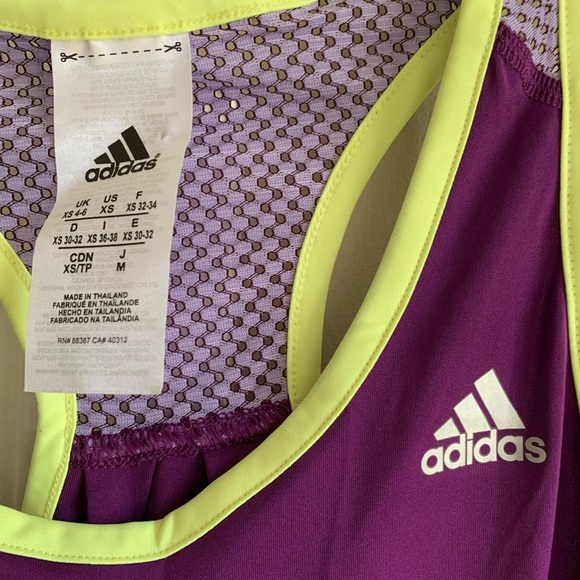 adidas
UK US F
XS 4-6 XS XS 32-34
D I E
XS 30-32 XS 36-38 XS 30-32
CDN J
XS/TP M
MADE IN THAILAND
FABRIQUÉ EN THAÏLANDE
HECHO EN TAILANDIA
FABRICADO NA TAILÂNDIA
RN# 88387 CA# 40312
adidas